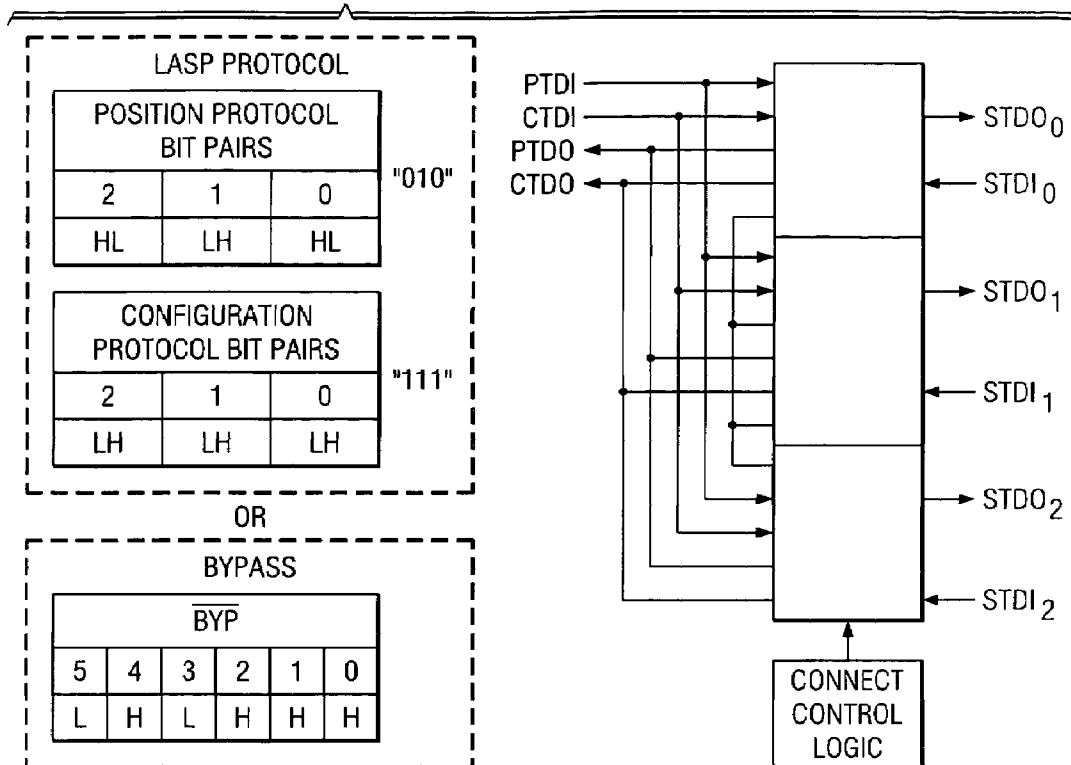 LASP PROTOCOL
POSITION PROTOCOL
BIT PAIRS
2 1 0
HL LH HL
"010"
CONFIGURATION
PROTOCOL BIT PAIRS
2 1 0
LH LH LH
"111"
OR
BYPASS
BYP
5 4 3 2 1 0
L H L H H H
PTDI
CTDI
PTDO
CTDO
STDO0
STDI0
STDO1
STDI1
STDO2
STDI2
CONNECT
CONTROL
LOGIC